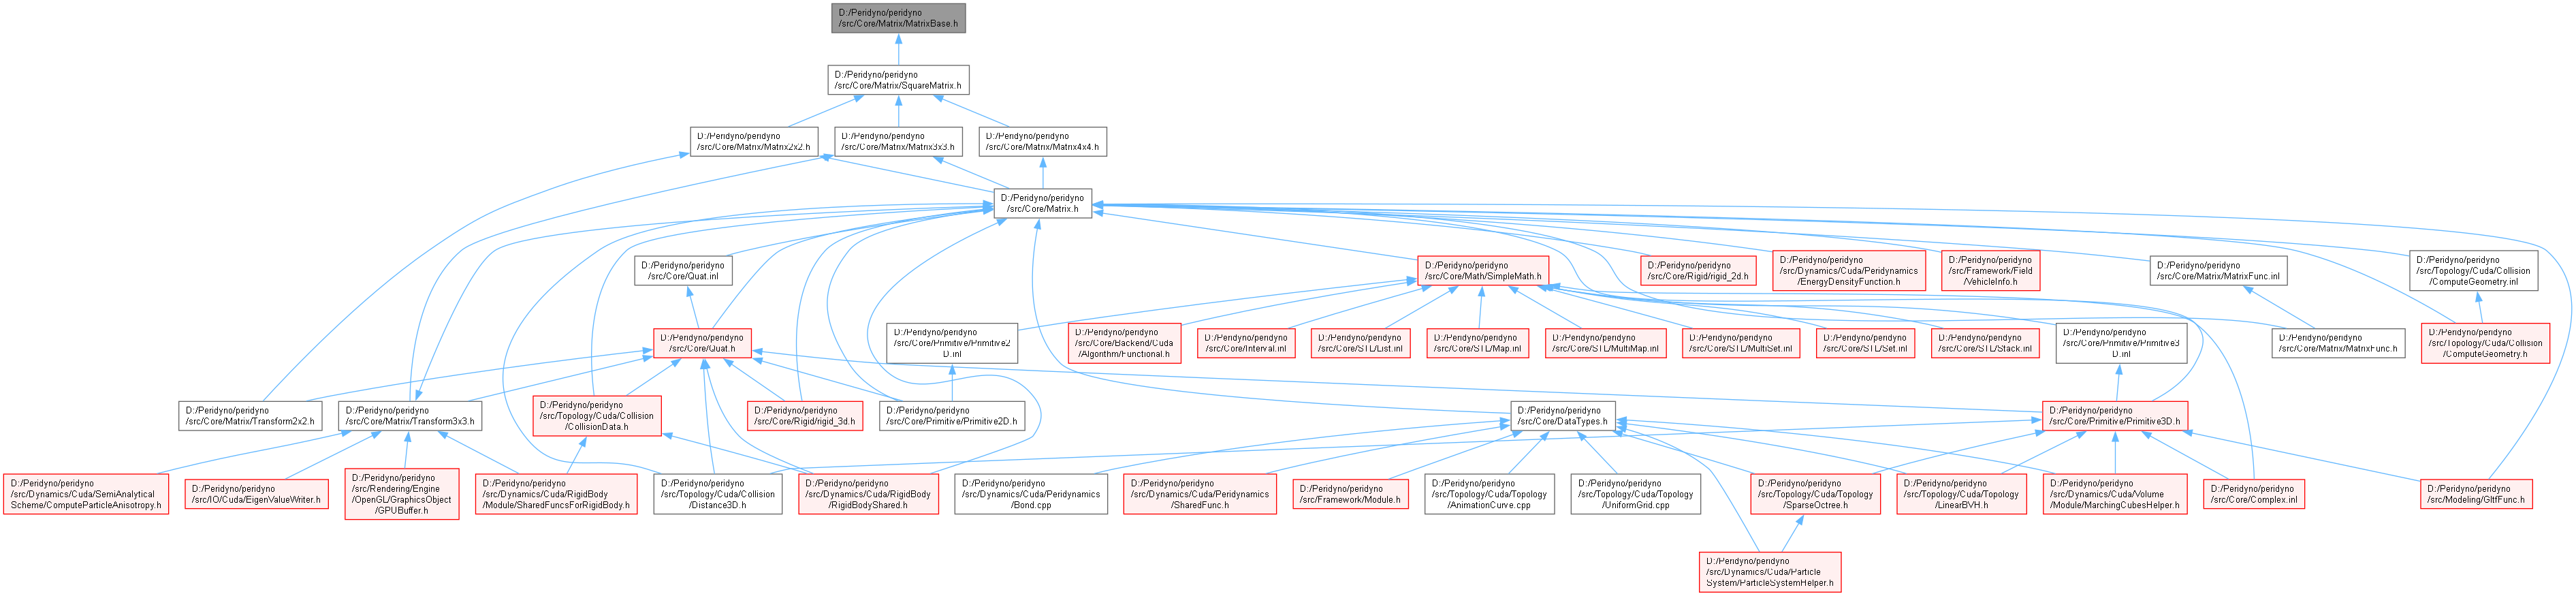 D:/Peridyno/peridyno
/src/Core/Matrix/MatrixBase.h
D:/Peridyno/peridyno
/src/Core/Matrix/SquareMatrix.h
D:/Peridyno/peridyno
/src/Core/Matrix/Matrix2x2.h
D:/Peridyno/peridyno
/src/Core/Matrix/Matrix3x3.h
D:/Peridyno/peridyno
/src/Core/Matrix/Matrix4x4.h
D:/Peridyno/peridyno
/src/Core/Matrix.h
D:/Peridyno/peridyno
/src/Core/Quat.inl
D:/Peridyno/peridyno
/src/Core/Math/SimpleMath.h
D:/Peridyno/peridyno
/src/Core/Rigid/rigid_2d.h
D:/Peridyno/peridyno
/src/Dynamics/Cuda/Peridynamics
/EnergyDensityFunction.h
D:/Peridyno/peridyno
/src/Framework/Field
/VehicleInfo.h
D:/Peridyno/peridyno
/src/Core/Matrix/MatrixFunc.inl
D:/Peridyno/peridyno
/src/Topology/Cuda/Collision
/ComputeGeometry.inl
D:/Peridyno/peridyno
/src/Core/Quat.h
D:/Peridyno/peridyno
/src/Core/Primitive/Primitive2
D.inl
D:/Peridyno/peridyno
/src/Core/Backend/Cuda
/Algorithm/Functional.h
D:/Peridyno/peridyno
/src/Core/Interval.inl
D:/Peridyno/peridyno
/src/Core/STL/List.inl
D:/Peridyno/peridyno
/src/Core/STL/Map.inl
D:/Peridyno/peridyno
/src/Core/STL/MultiMap.inl
D:/Peridyno/peridyno
/src/Core/STL/MultiSet.inl
D:/Peridyno/peridyno
/src/Core/STL/Set.inl
D:/Peridyno/peridyno
/src/Core/STL/Stack.inl
D:/Peridyno/peridyno
/src/Core/Primitive/Primitive3
D.inl
D:/Peridyno/peridyno
/src/Core/Matrix/MatrixFunc.h
D:/Peridyno/peridyno
/src/Topology/Cuda/Collision
/ComputeGeometry.h
D:/Peridyno/peridyno
/src/Core/Matrix/Transform2x2.h
D:/Peridyno/peridyno
/src/Core/Matrix/Transform3x3.h
D:/Peridyno/peridyno
/src/Topology/Cuda/Collision
/CollisionData.h
D:/Peridyno/peridyno
/src/Core/Rigid/rigid_3d.h
D:/Peridyno/peridyno
/src/Core/Primitive/Primitive2D.h
D:/Peridyno/peridyno
/src/Core/DataTypes.h
D:/Peridyno/peridyno
/src/Core/Primitive/Primitive3D.h
D:/Peridyno/peridyno
/src/Dynamics/Cuda/SemiAnalytical
Scheme/ComputeParticleAnisotropy.h
D:/Peridyno/peridyno
/src/IO/Cuda/EigenValueWriter.h
D:/Peridyno/peridyno
/src/Rendering/Engine
/OpenGL/GraphicsObject
/GPUBuffer.h
D:/Peridyno/peridyno
/src/Dynamics/Cuda/RigidBody
/Module/SharedFuncsForRigidBody.h
D:/Peridyno/peridyno
/src/Topology/Cuda/Collision
/Distance3D.h
D:/Peridyno/peridyno
/src/Dynamics/Cuda/RigidBody
/RigidBodyShared.h
D:/Peridyno/peridyno
/src/Dynamics/Cuda/Peridynamics
/Bond.cpp
D:/Peridyno/peridyno
/src/Dynamics/Cuda/Peridynamics
/SharedFunc.h
D:/Peridyno/peridyno
/src/Framework/Module.h
D:/Peridyno/peridyno
/src/Topology/Cuda/Topology
/AnimationCurve.cpp
D:/Peridyno/peridyno
/src/Topology/Cuda/Topology
/UniformGrid.cpp
D:/Peridyno/peridyno
/src/Topology/Cuda/Topology
/SparseOctree.h
D:/Peridyno/peridyno
/src/Topology/Cuda/Topology
/LinearBVH.h
D:/Peridyno/peridyno
/src/Dynamics/Cuda/Volume
/Module/MarchingCubesHelper.h
D:/Peridyno/peridyno
/src/Core/Complex.inl
D:/Peridyno/peridyno
/src/Modeling/GltfFunc.h
D:/Peridyno/peridyno
/src/Dynamics/Cuda/Particle
System/ParticleSystemHelper.h